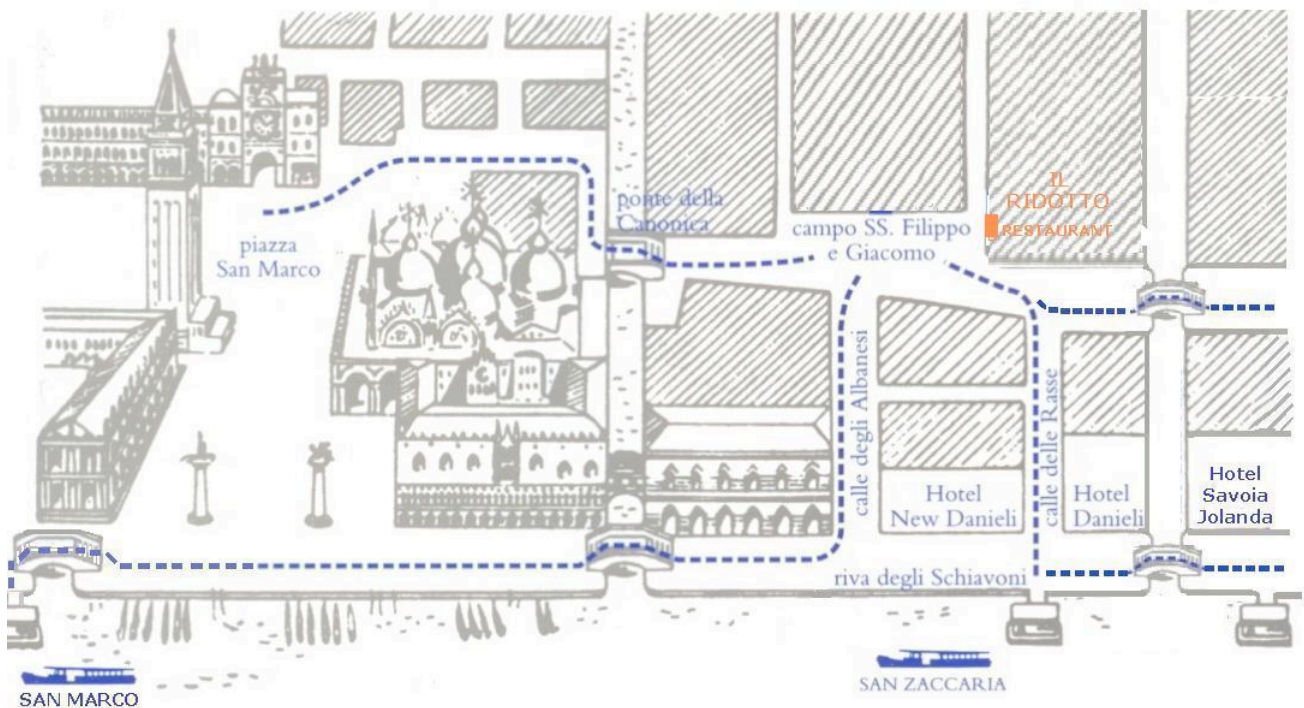 piazza
San Marco
ponte della
Canonica
campo SS. Filippo
e Giacomo
IL
RIDOTTO
RESTAURANT
calle degli Albanesi
calle delle Rasse
Hotel
New Danieli
Hotel
Danieli
Hotel
Savoia
Jolanda
riva degli Schiavoni
SAN MARCO
SAN ZACCARIA